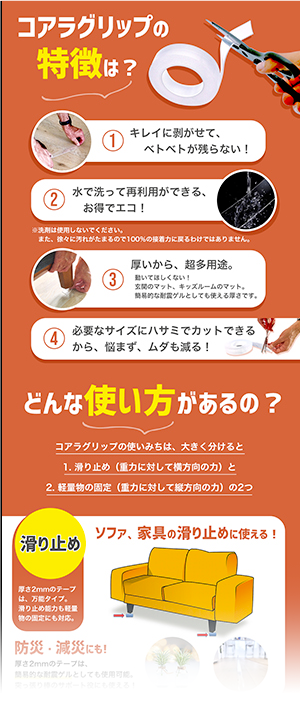 コアラグリップの
特徴は？
① キレイに剥がせて、
ベトベトが残らない！
② 水で洗って再利用ができる、
お得でエコ！
※洗剤は使用しないでください。
また、徐々に汚れがたまるので100%の接着力に戻るわけではありません。
③ 厚いから、超多用途。
動いてほしくない！
玄関のマット、キッズルームのマット。
簡易的な耐震ゲルとしても使える厚さです。
④ 必要なサイズにハサミでカットできる
から、悩まず、ムダも減る！
どんな使い方があるの？
コアラグリップの使いみちは、大きく分けると
1. 滑り止め（重力に対して横方向の力）と
2. 軽量物の固定（重力に対して縦方向の力）の2つ
滑り止め
ソファ、家具の滑り止めに使える！
厚さ2mmのテープ
は、万能タイプ。
滑り止め能力も軽量
物の固定にも対応。
防災・減災にも!
厚さ2mmのテープは、
簡易的な耐震ゲルとしても使用可能。